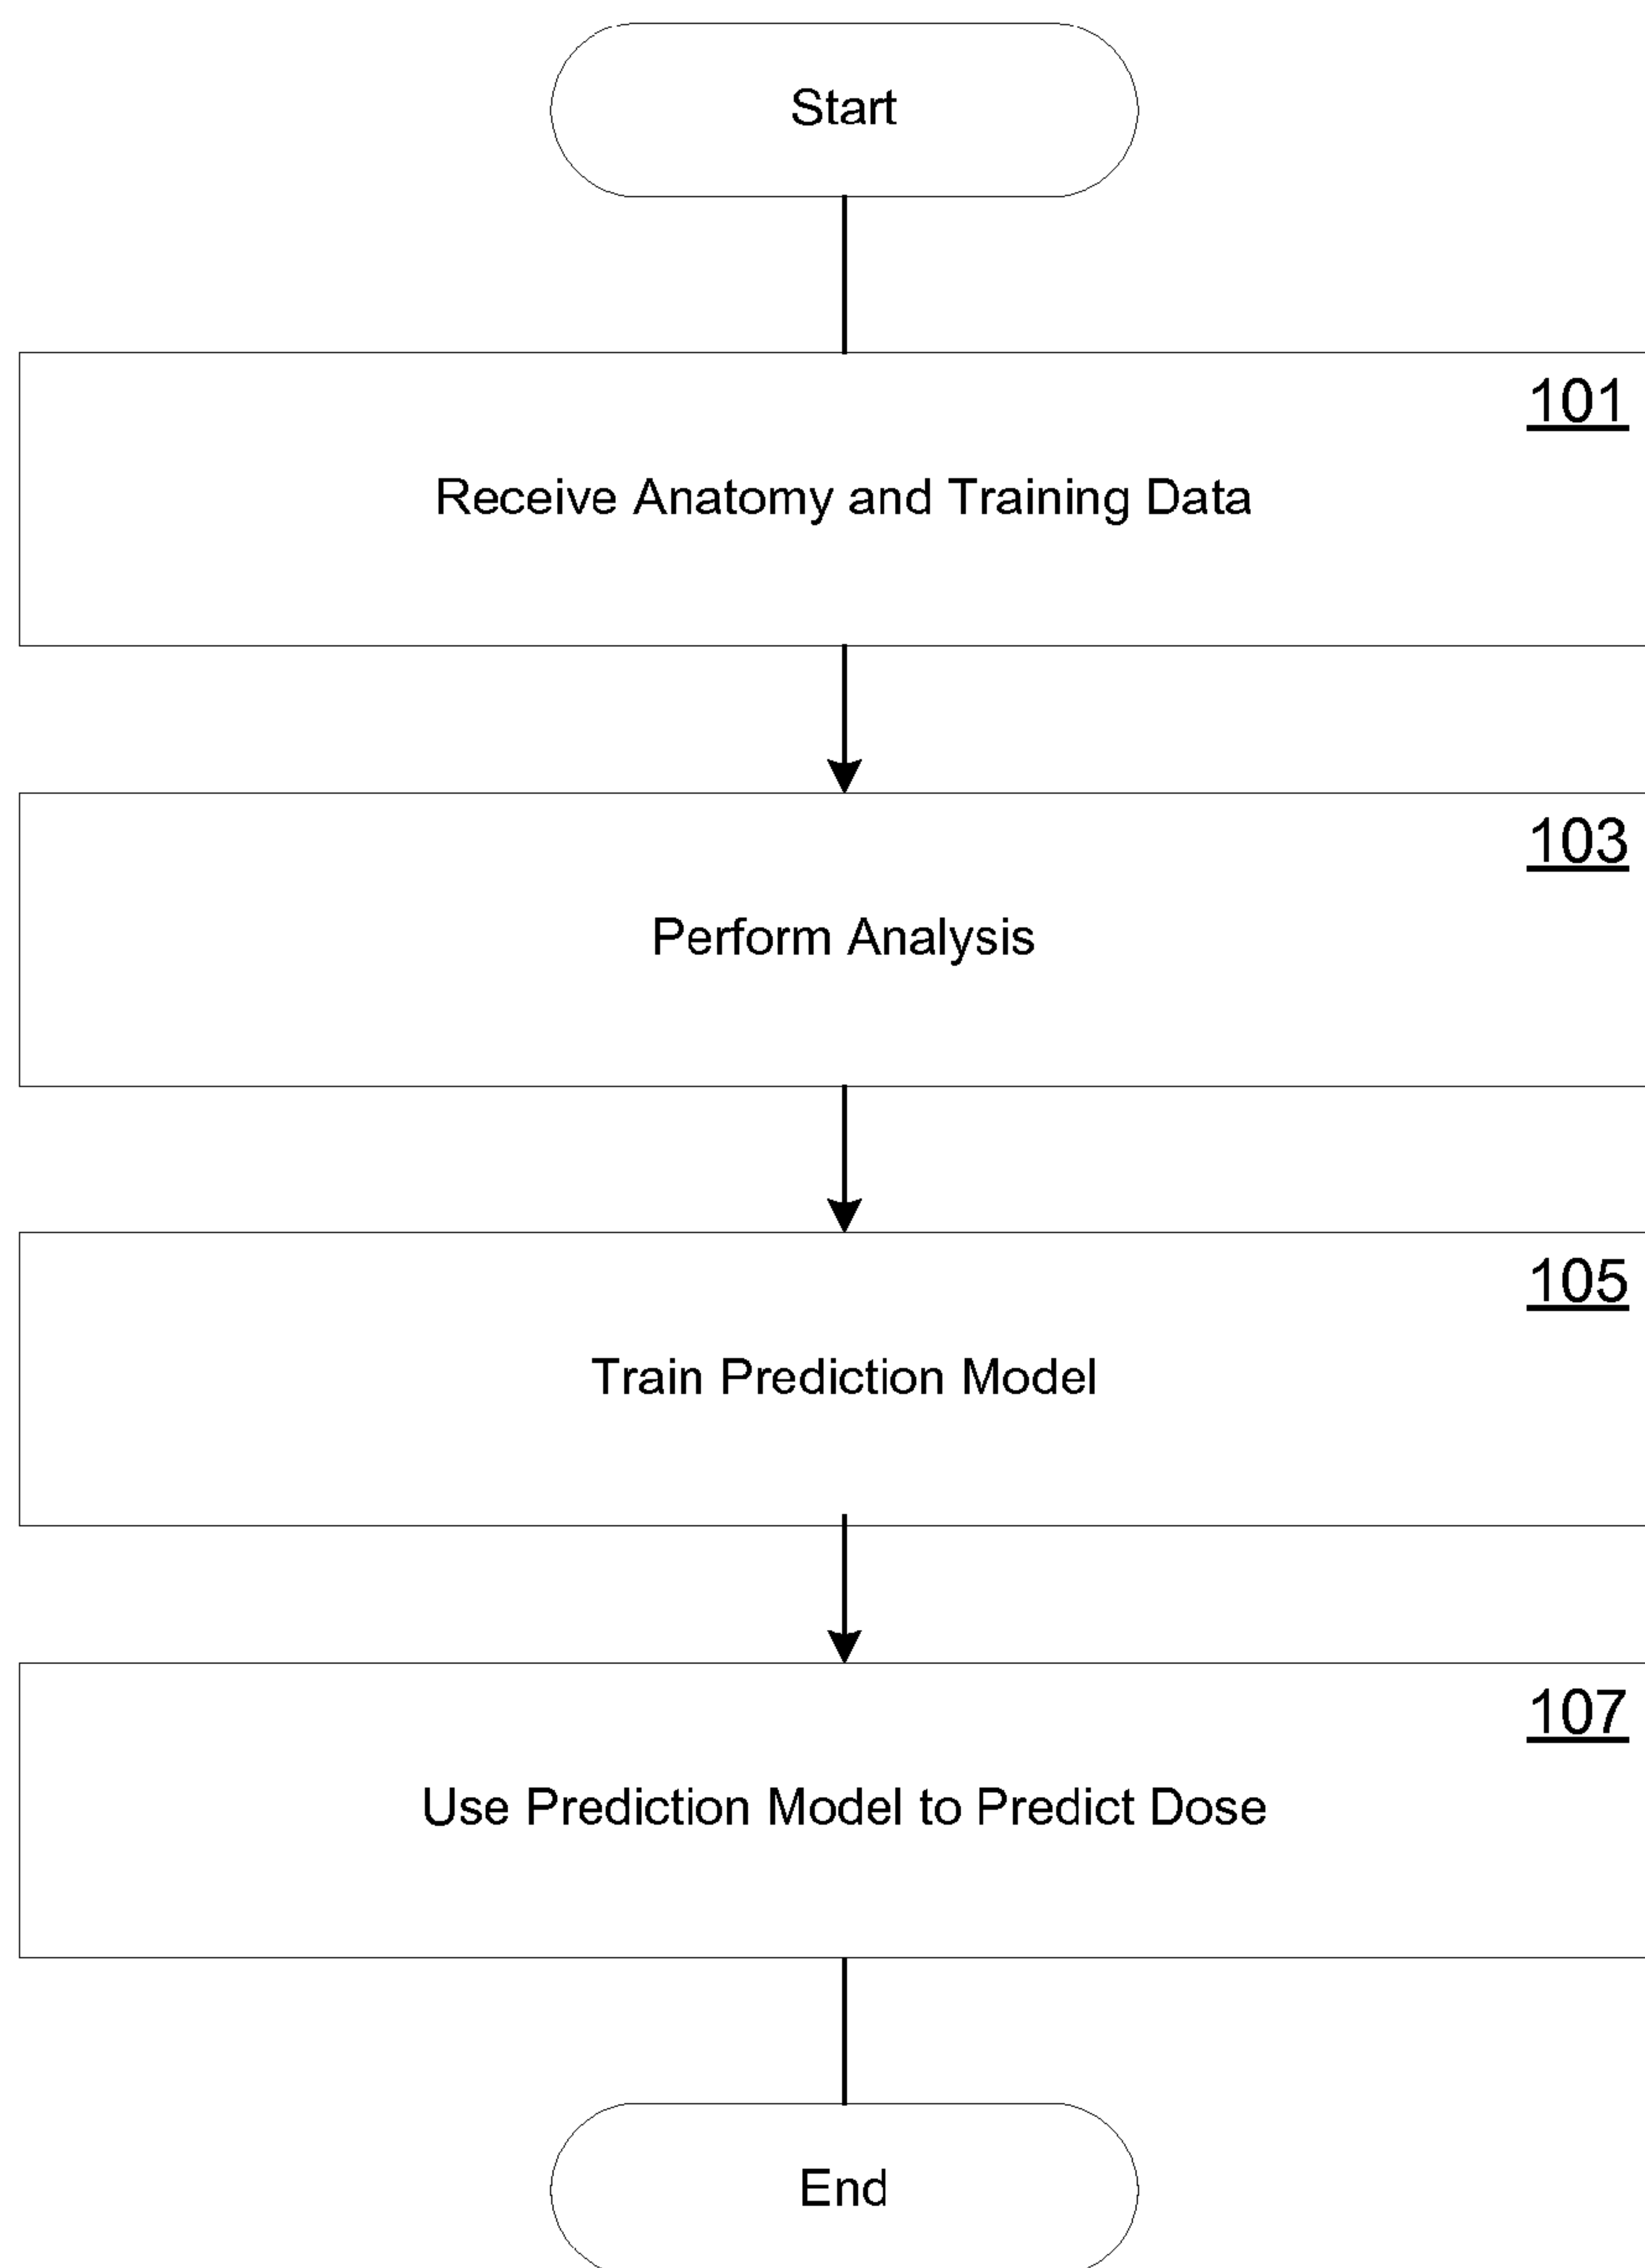 Start
101
Receive Anatomy and Training Data
103
Perform Analysis
105
Train Prediction Model
107
Use Prediction Model to Predict Dose
End